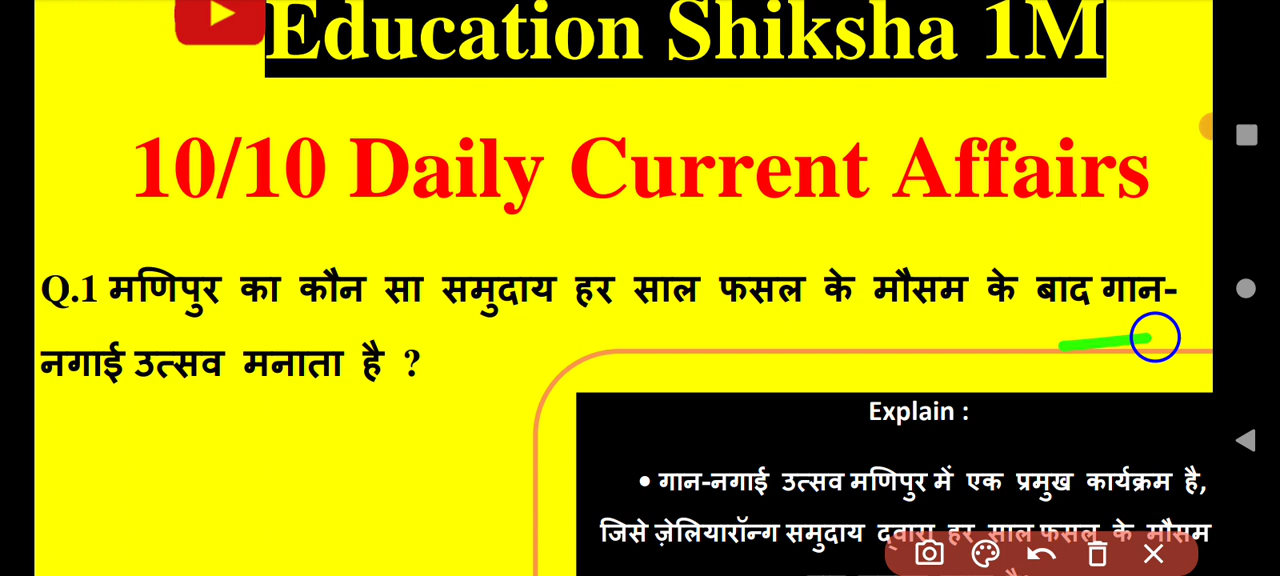 Education Shiksha 1M
10/10 Daily Current Affairs
Q.1 मणिपुर का कौन सा समुदाय हर साल फसल के मौसम के बाद गान-
नगाई उत्सव मनाता है ?
Explain :
• गान-नगाई उत्सव मणिपुर में एक प्रमुख कार्यक्रम है,
जिसे ज़ेलियारॉन्ग समुदाय दवारा हर साल फसल के मौसम